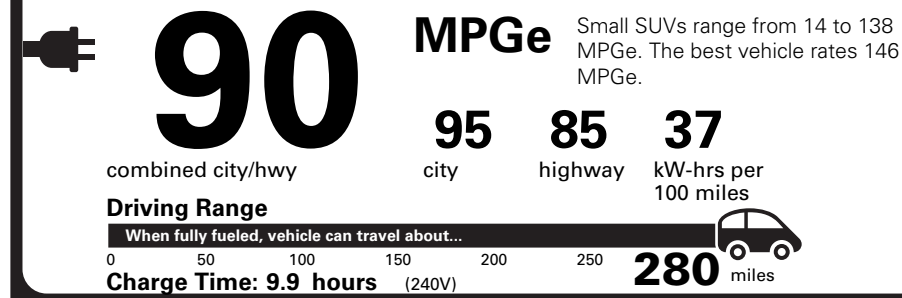 90
MPGe
Small SUVs range from 14 to 138
MPGe. The best vehicle rates 146
MPGe.
95 85 37
combined city/hwy city highway kW-hrs per
100 miles
Driving Range
When fully fueled, vehicle can travel about...
0 50 100 150 200 250 280 miles
Charge Time: 9.9 hours (240V)